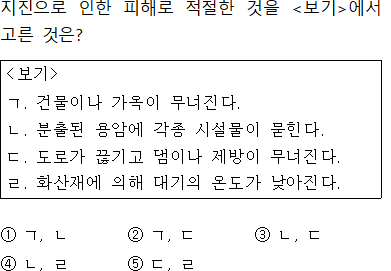 지진으로 인한 피해로 적절한 것을 <보기>에서
고른 것은?
<보기>
ㄱ. 건물이나 가옥이 무너진다.
ㄴ. 분출된 용암에 각종 시설물이 묻힌다.
ㄷ. 도로가 끊기고 댐이나 제방이 무너진다.
ㄹ. 화산재에 의해 대기의 온도가 낮아진다.
① ㄱ, ㄴ ② ㄱ, ㄷ ③ ㄴ, ㄷ
④ ㄴ, ㄹ ⑤ ㄷ, ㄹ